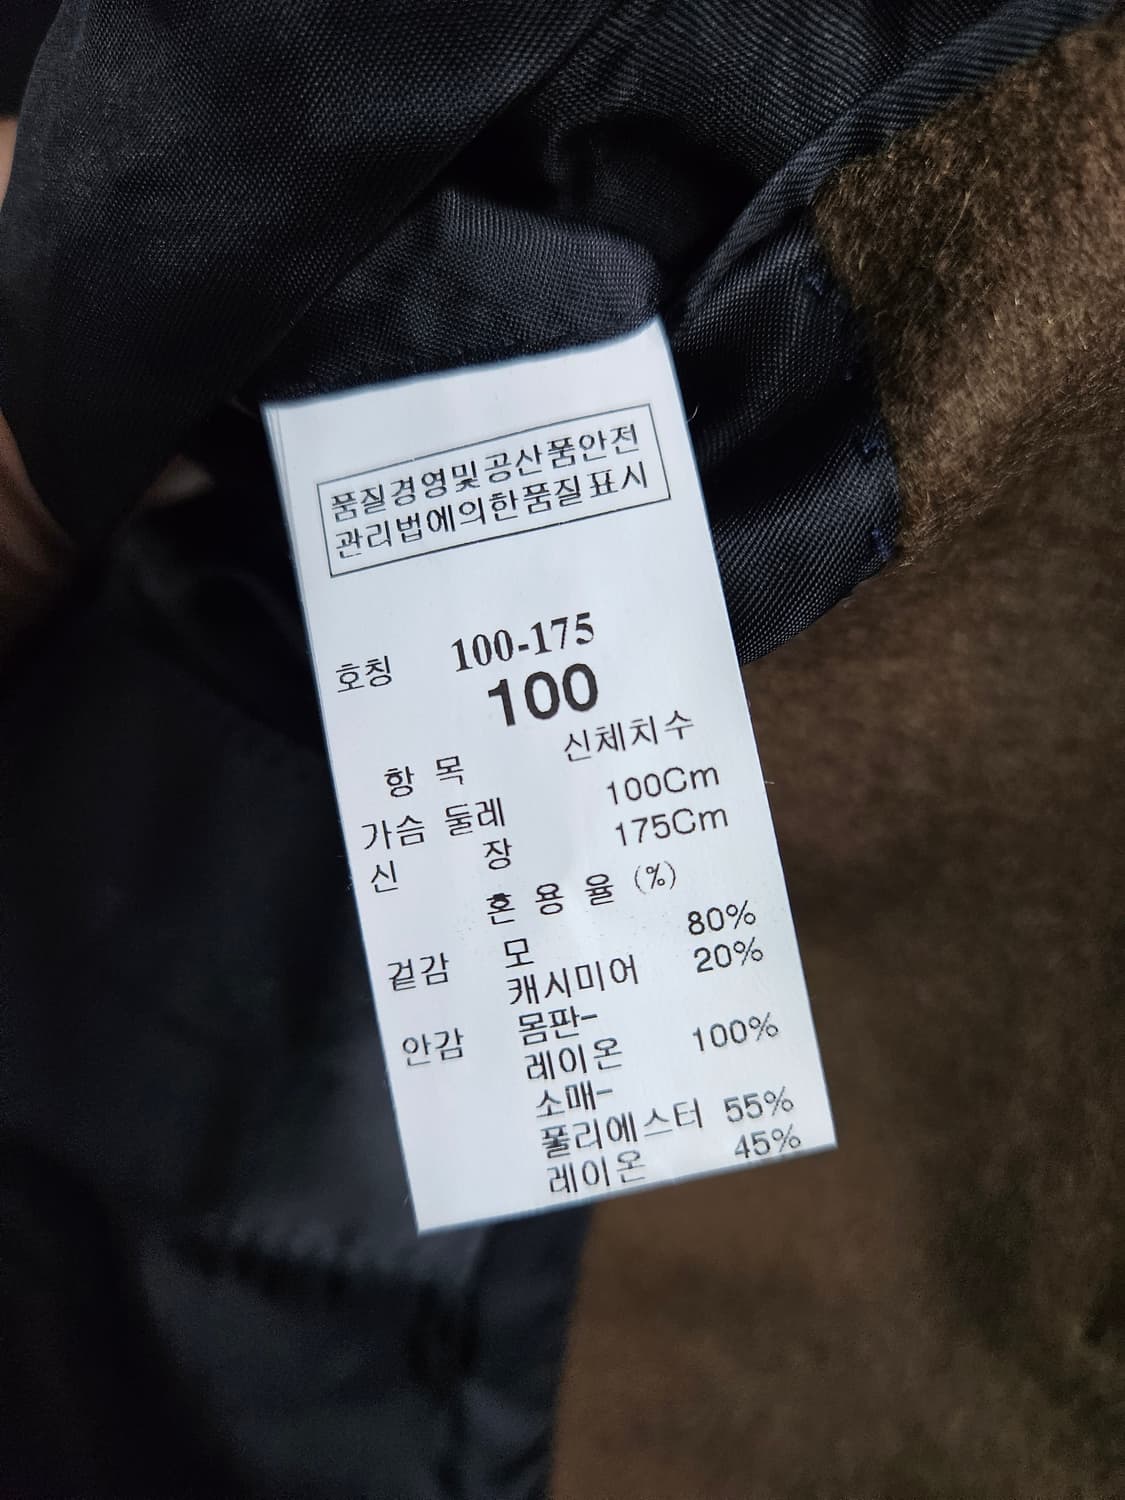 품질경영및공산품안전
관리법에의한품질표시
호칭 100-175
100
항 목 신체치수
가슴 둘레 100Cm
신 장 175Cm
혼 용 율 (%)
겉감 모 80%
캐시미어 20%
안감 몸판-
레이온 100%
소매-
폴리에스터 55%
레이온 45%